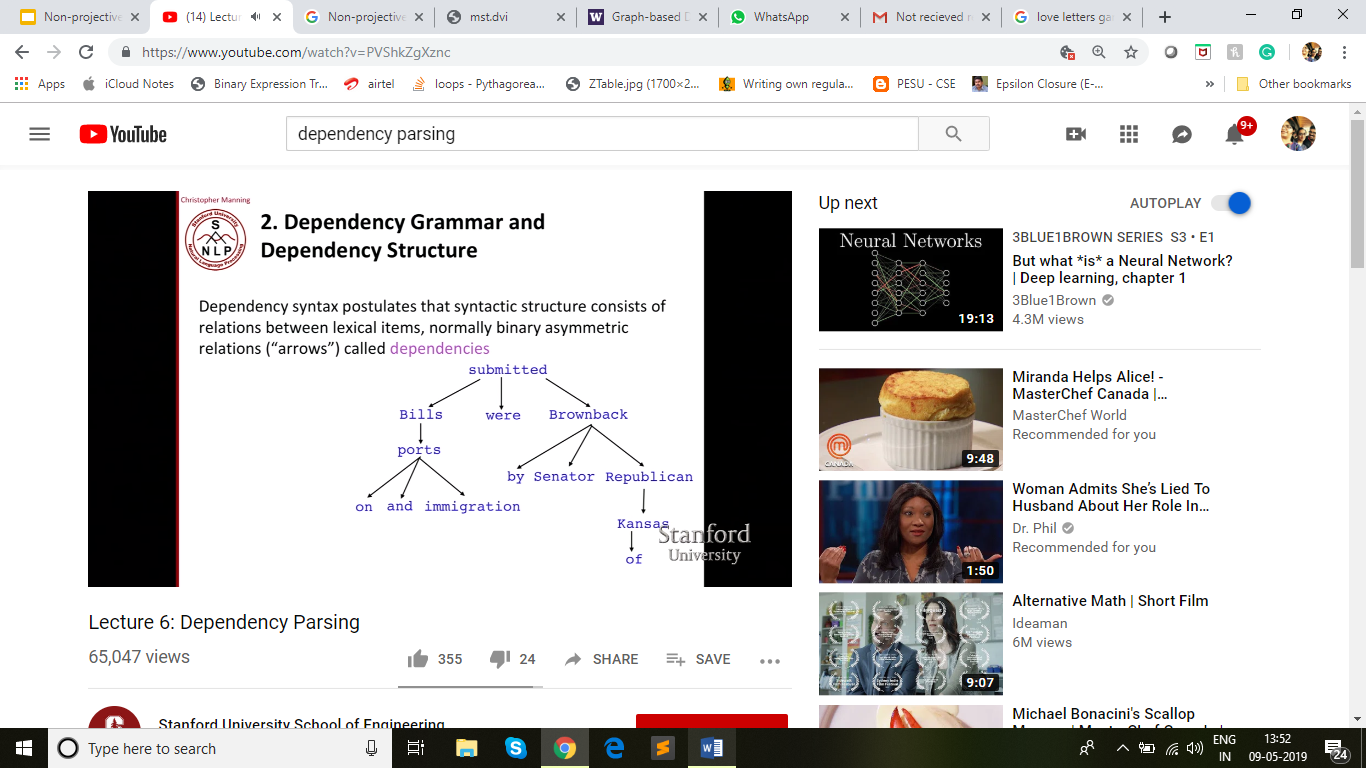 Non-projective
(14) Lectur
Non-projective
mst.dvi
Graph-based D
WhatsApp
Not recieved n
love letters gar
https://www.youtube.com/watch?v=PVShkZgXznc
Apps
iCloud Notes
Binary Expression Tr...
airtel
loops - Pythagorea...
ZTable.jpg (1700×2...
Writing own regula...
PESU - CSE
Epsilon Closure (E-...
»
Other bookmarks
YouTube
dependency parsing
9+
Christopher Manning
Stanford University
S
NLP
Natural Language Processing
2. Dependency Grammar and
Dependency Structure
Dependency syntax postulates that syntactic structure consists of
relations between lexical items, normally binary asymmetric
relations (“arrows”) called dependencies
submitted
Bills were Brownback
ports
by Senator Republican
on and immigration
Kansas
of
Stanford
University
Lecture 6: Dependency Parsing
65,047 views
355
24
SHARE
SAVE
Stanford University School of Engineering
Up next
AUTOPLAY
Neural Networks
19:13
3BLUE1BROWN SERIES S3 • E1
But what *is* a Neural Network?
| Deep learning, chapter 1
3Blue1Brown
4.3M views
CANADA
9:48
Miranda Helps Alice! -
MasterChef Canada |...
MasterChef World
Recommended for you
1:50
Woman Admits She’s Lied To
Husband About Her Role In...
Dr. Phil
Recommended for you
9:07
Alternative Math | Short Film
Ideaman
6M views
Michael Bonacini's Scallop
Type here to search
ENG
IN
13:52
09-05-2019
24